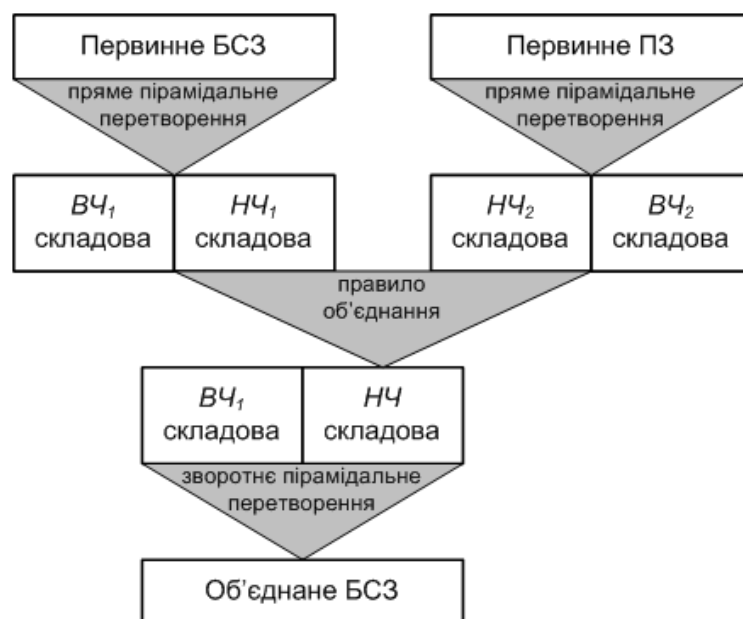 Первинне БСЗ
Первинне ПЗ
пряме пірамідальне
перетворення
пряме пірамідальне
перетворення
ВЧ₁
складова
НЧ₁
складова
НЧ₂
складова
ВЧ₂
складова
правило
об’єднання
ВЧ₁
складова
НЧ
складова
зворотнє пірамідальне
перетворення
Об’єднане БСЗ